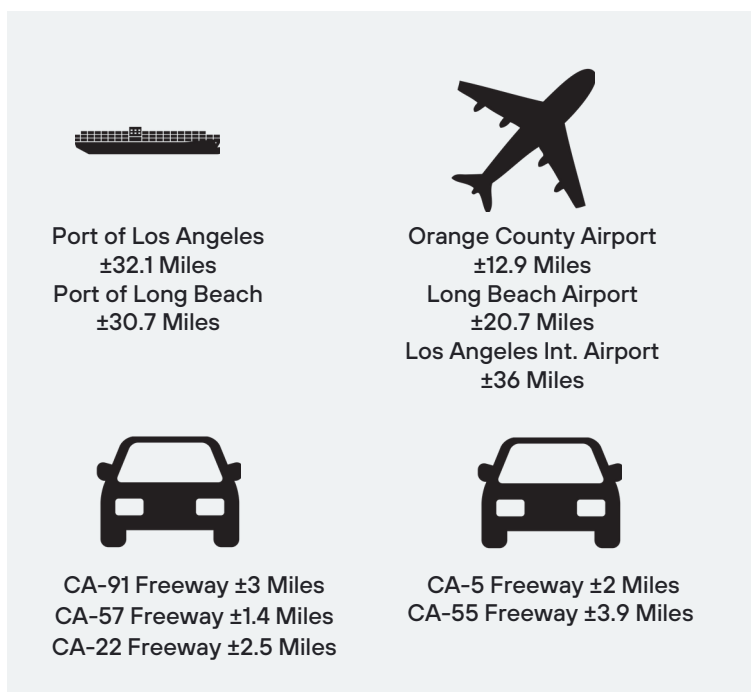 Port of Los Angeles
±32.1 Miles
Port of Long Beach
±30.7 Miles
Orange County Airport
±12.9 Miles
Long Beach Airport
±20.7 Miles
Los Angeles Int. Airport
±36 Miles
CA-91 Freeway ±3 Miles
CA-57 Freeway ±1.4 Miles
CA-22 Freeway ±2.5 Miles
CA-5 Freeway ±2 Miles
CA-55 Freeway ±3.9 Miles